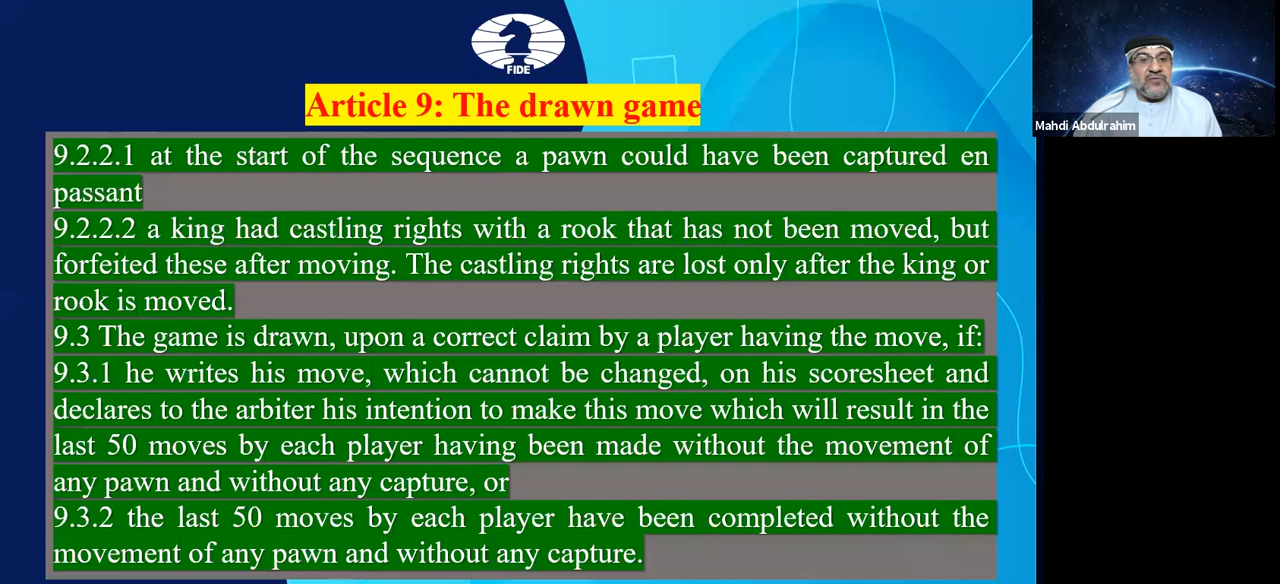 FIDE
Article 9: The drawn game
Mahdi Abdulrahim
9.2.2.1 at the start of the sequence a pawn could have been captured en
passant
9.2.2.2 a king had castling rights with a rook that has not been moved, but
forfeited these after moving. The castling rights are lost only after the king or
rook is moved.
9.3 The game is drawn, upon a correct claim by a player having the move, if:
9.3.1 he writes his move, which cannot be changed, on his scoresheet and
declares to the arbiter his intention to make this move which will result in the
last 50 moves by each player having been made without the movement of
any pawn and without any capture, or
9.3.2 the last 50 moves by each player have been completed without the
movement of any pawn and without any capture.